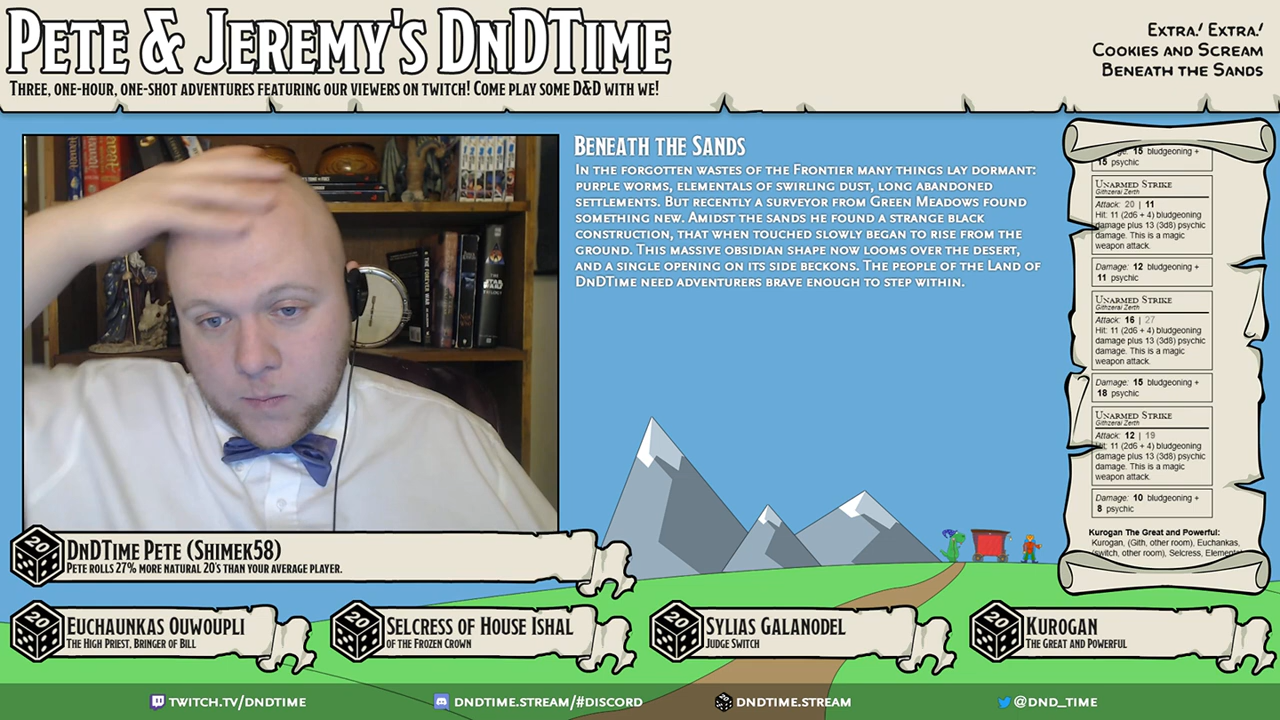 Pete & Jeremy's DnDTime
Three, one-hour, one-shot adventures featuring our viewers on Twitch! Come play some D&D with we!
Extra! Extra!
Cookies and Scream
Beneath the Sands
Beneath the Sands
In the forgotten wastes of the Frontier many things lay dormant:
purple worms, elementals of swirling dust, long abandoned
settlements. But recently a surveyor from Green Meadows found
something new. Amidst the sands he found a strange black
construction, that when touched slowly began to rise from the
ground. This massive obsidian shape now looms over the desert,
and a single opening on its side beckons. The people of the Land of
DnDTime need adventurers brave enough to step within.
15 bludgeoning +
15 psychic
Unarmed Strike
Githzerai Zerth
Attack: 20 | 11
Hit: 11 (2d6 + 4) bludgeoning
damage plus 13 (3d8) psychic
damage. This is a magic
weapon attack.
Damage: 12 bludgeoning +
11 psychic
Unarmed Strike
Githzerai Zerth
Attack: 16 | 27
Hit: 11 (2d6 + 4) bludgeoning
damage plus 13 (3d8) psychic
damage. This is a magic
weapon attack.
Damage: 15 bludgeoning +
18 psychic
Unarmed Strike
Githzerai Zerth
Attack: 12 | 19
Hit: 11 (2d6 + 4) bludgeoning
damage plus 13 (3d8) psychic
damage. This is a magic
weapon attack.
Damage: 10 bludgeoning +
8 psychic
Kurogan The Great and Powerful:
Kurogan, (Gith, other room), Euchankas,
(switch, other room), Selcress,
THE FOREVER WAR
STAR WARS
20
DnDTime Pete (Shimek58)
Pete rolls 27% more natural 20's than your average player.
20
Euchaunkas Ouwoupli
The High Priest, Bringer of Bill
20
Selcress of House Ishal
of the Frozen Crown
20
Sylias Galanodel
Judge Switch
20
Kurogan
The Great and Powerful
twitch.tv/dndtime
dndtime.stream/#discord
dndtime.stream
@dnd_time